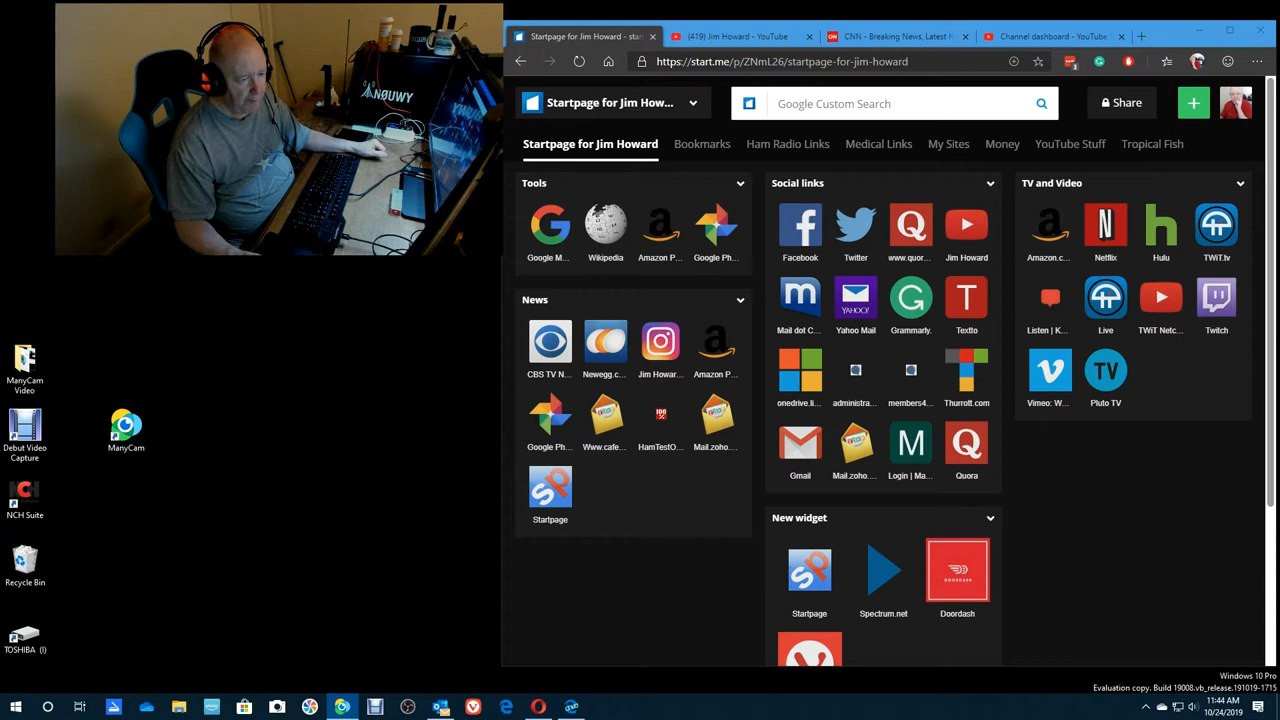 ANØUWY
Startpage for Jim Howard - star
(419) Jim Howard - YouTube
CNN - Breaking News, Latest N
Channel dashboard - YouTube S
https://start.me/p/ZNmL26/startpage-for-jim-howard
Startpage for Jim How...
Google Custom Search
Share
Startpage for Jim Howard
Bookmarks
Ham Radio Links
Medical Links
My Sites
Money
YouTube Stuff
Tropical Fish
Tools
Google M...
Wikipedia
Amazon P...
Google Ph...
News
CBS TV N...
Newegg.c...
Jim Howar...
Amazon P...
Google Ph...
Www.cafe...
HamTestO...
Mail.zoho....
Startpage
Social links
Facebook
Twitter
www.quor...
Jim Howard
Mail dot C...
YAHOO!
Yahoo Mail
Grammarly.
Textto
onedrive.li...
administra...
members4...
Thurrott.com
Gmail
Mail.zoho....
Login | Ma...
Quora
New widget
Startpage
Spectrum.net
DOORDASH
Doordash
TV and Video
Amazon.c...
Netflix
Hulu
TWiT.tv
Listen | K...
Live
TWiT Netc...
Twitch
Vimeo: W...
TV
Pluto TV
ManyCam
Video
Debut Video
Capture
ManyCam
NCH
NCH Suite
Recycle Bin
TOSHIBA (I)
Windows 10 Pro
Evaluation copy. Build 19008.vb_release.191019-1715
11:44 AM
10/24/2019